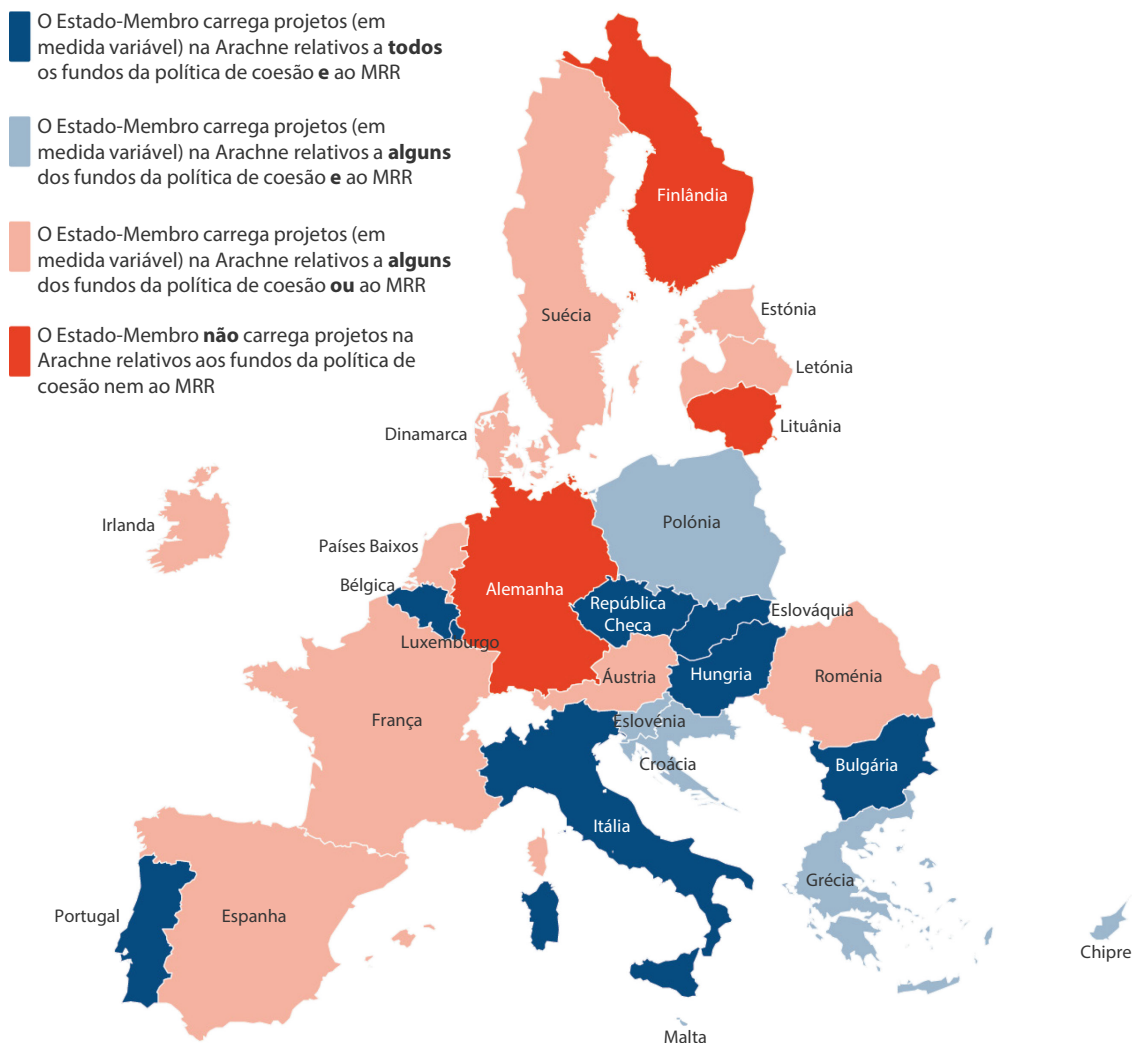 O Estado-Membro carrega projetos (em
medida variável) na Arachne relativos a todos
os fundos da política de coesão e ao MRR
O Estado-Membro carrega projetos (em
medida variável) na Arachne relativos a alguns
dos fundos da política de coesão e ao MRR
O Estado-Membro carrega projetos (em
medida variável) na Arachne relativos a alguns
dos fundos da política de coesão ou ao MRR
O Estado-Membro não carrega projetos na
Arachne relativos aos fundos da política de
coesão nem ao MRR
Finlândia
Suécia
Estónia
Letónia
Lituânia
Dinamarca
Irlanda
Polónia
Países Baixos
Bélgica
Alemanha
República
Checa
Eslováquia
Luxemburgo
Áustria
Hungria
Roménia
França
Eslovénia
Croácia
Bulgária
Itália
Grécia
Portugal
Espanha
Chipre
Malta